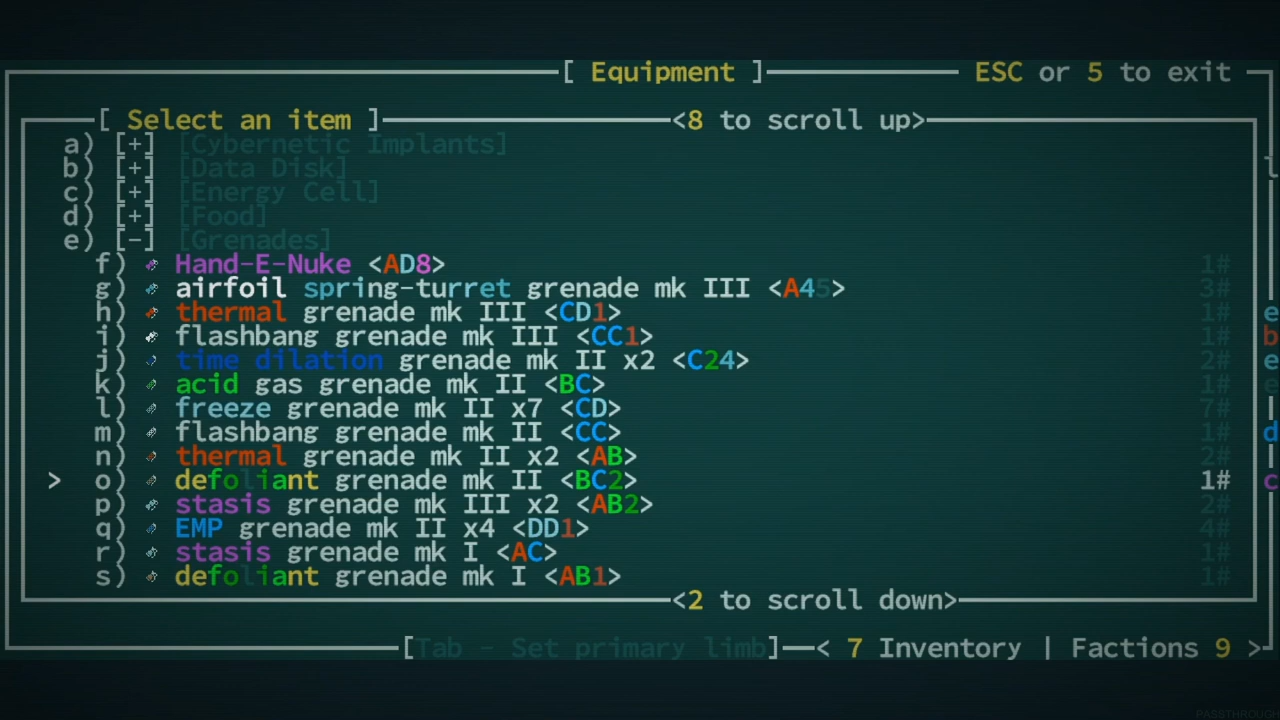 [ Equipment ] ESC or 5 to exit
[ Select an item ] <8 to scroll up>
a) [+] [Cybernetic Implants]
b) [+] [Data Disk]
c) [+] [Energy Cell]
d) [+] [Food]
e) [-] [Grenades]
f) Hand-E-Nuke <AD8> 1#
g) airfoil spring-turret grenade mk III <A45> 3#
h) thermal grenade mk III <CD1> 1#
i) flashbang grenade mk III <CC1> 1#
j) time dilation grenade mk II x2 <C24> 2#
k) acid gas grenade mk II <BC> 1#
l) freeze grenade mk II x7 <CD> 7#
m) flashbang grenade mk II <CC> 1#
n) thermal grenade mk II x2 <AB> 2#
> o) defoliant grenade mk II <BC2> 1#
p) stasis grenade mk III x2 <AB2> 2#
q) EMP grenade mk II x4 <DD1> 4#
r) stasis grenade mk I <AC> 1#
s) defoliant grenade mk I <AB1> 1#
<2 to scroll down>
[Tab - Set primary limb] < 7 Inventory | Factions 9 >